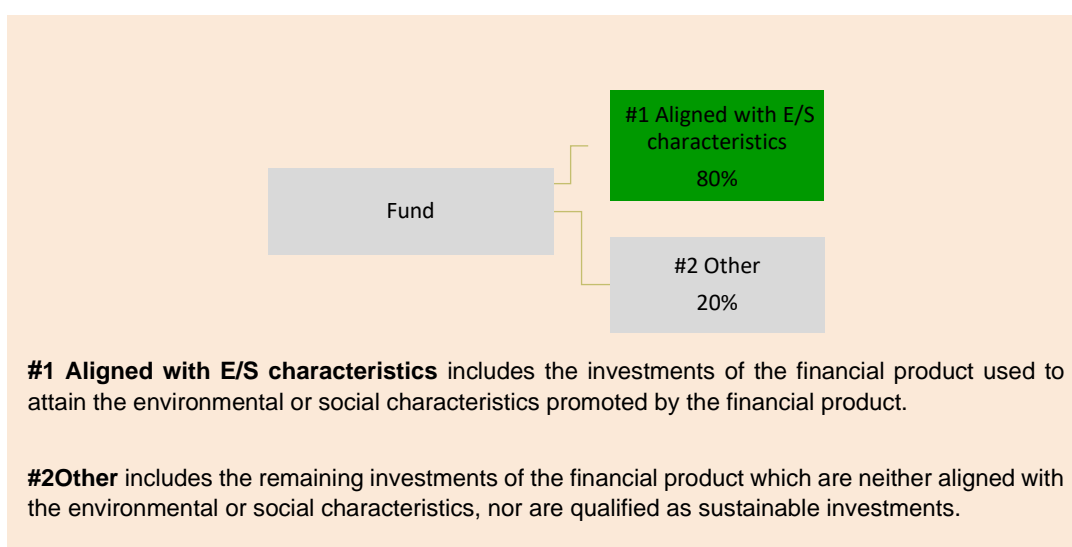 #1 Aligned with E/S
characteristics
80%
Fund
#2 Other
20%
#1 Aligned with E/S characteristics includes the investments of the financial product used to
attain the environmental or social characteristics promoted by the financial product.
#2Other includes the remaining investments of the financial product which are neither aligned with
the environmental or social characteristics, nor are qualified as sustainable investments.